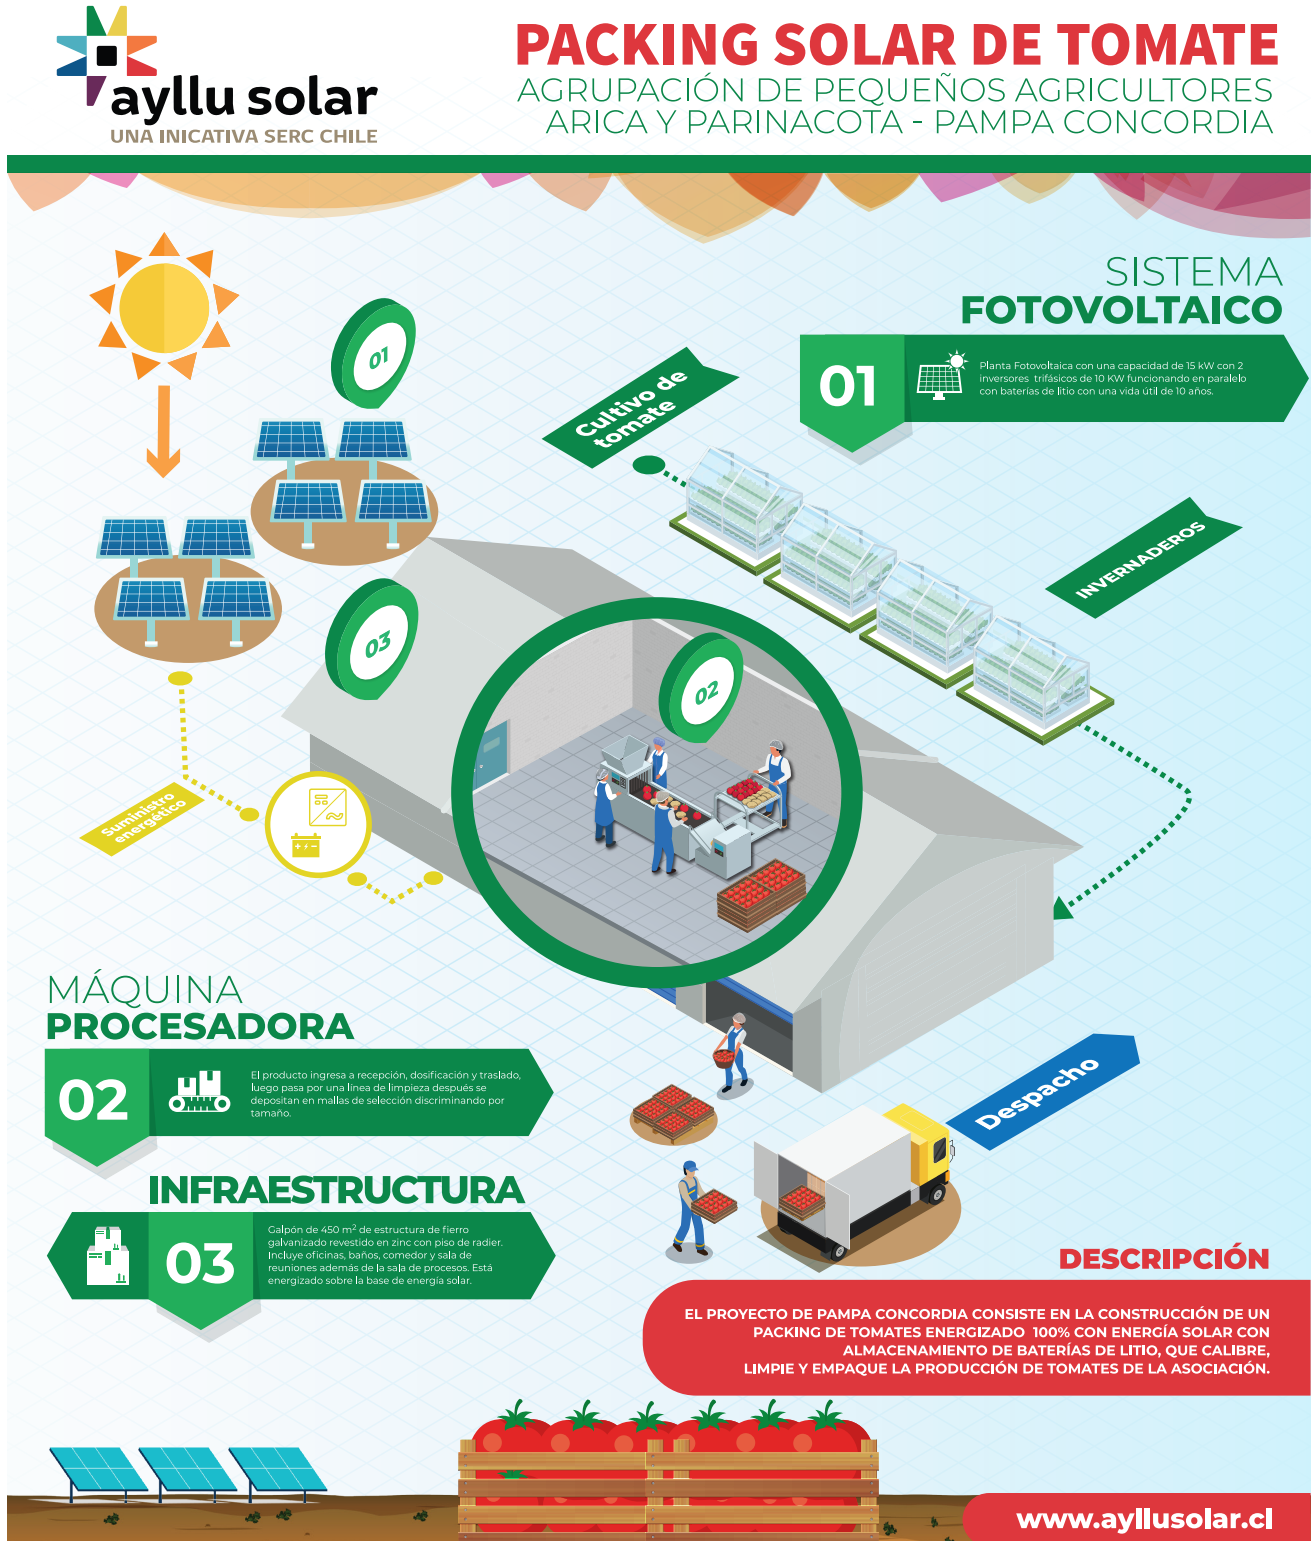 ayllu solar
UNA INICATIVA SERC CHILE
PACKING SOLAR DE TOMATE
AGRUPACIÓN DE PEQUEÑOS AGRICULTORES
ARICA Y PARINACOTA - PAMPA CONCORDIA
SISTEMA
FOTOVOLTAICO
01
Planta Fotovoltaica con una capacidad de 15 kW con 2
inversores trifásicos de 10 KW funcionando en paralelo
con baterías de litio con una vida útil de 10 años.
01
Cultivo de
tomate
INVERNADEROS
03
02
Suministro
energético
MÁQUINA
PROCESADORA
02
El producto ingresa a recepción, dosificación y traslado,
luego pasa por una línea de limpieza después se
depositan en mallas de selección discriminando por
tamaño.
Despacho
INFRAESTRUCTURA
03
Galpón de 450 m² de estructura de fierro
galvanizado revestido en zinc con piso de radier.
Incluye oficinas, baños, comedor y sala de
reuniones además de la sala de procesos. Está
energizado sobre la base de energía solar.
DESCRIPCIÓN
EL PROYECTO DE PAMPA CONCORDIA CONSISTE EN LA CONSTRUCCIÓN DE UN
PACKING DE TOMATES ENERGIZADO 100% CON ENERGÍA SOLAR CON
ALMACENAMIENTO DE BATERÍAS DE LITIO, QUE CALIBRE,
LIMPIE Y EMPAQUE LA PRODUCCIÓN DE TOMATES DE LA ASOCIACIÓN.
www.ayllusolar.cl